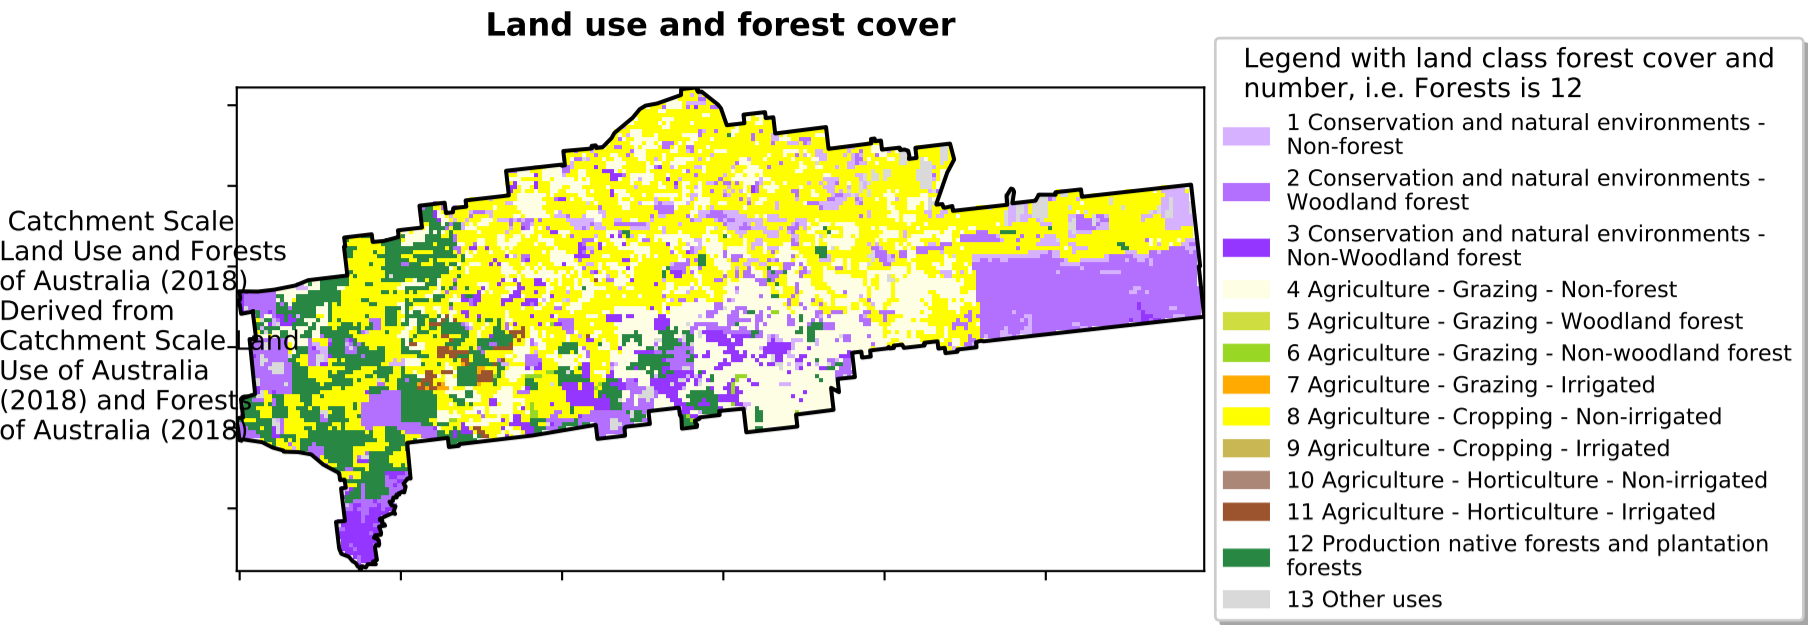 Land use and forest cover
Catchment Scale
Land Use and Forests
of Australia (2018)
Derived from
Catchment Scale Land
Use of Australia
(2018) and Forests
of Australia (2018)
Legend with land class forest cover and
number, i.e. Forests is 12
1 Conservation and natural environments -
Non-forest
2 Conservation and natural environments -
Woodland forest
3 Conservation and natural environments -
Non-Woodland forest
4 Agriculture - Grazing - Non-forest
5 Agriculture - Grazing - Woodland forest
6 Agriculture - Grazing - Non-woodland forest
7 Agriculture - Grazing - Irrigated
8 Agriculture - Cropping - Non-irrigated
9 Agriculture - Cropping - Irrigated
10 Agriculture - Horticulture - Non-irrigated
11 Agriculture - Horticulture - Irrigated
12 Production native forests and plantation
forests
13 Other uses